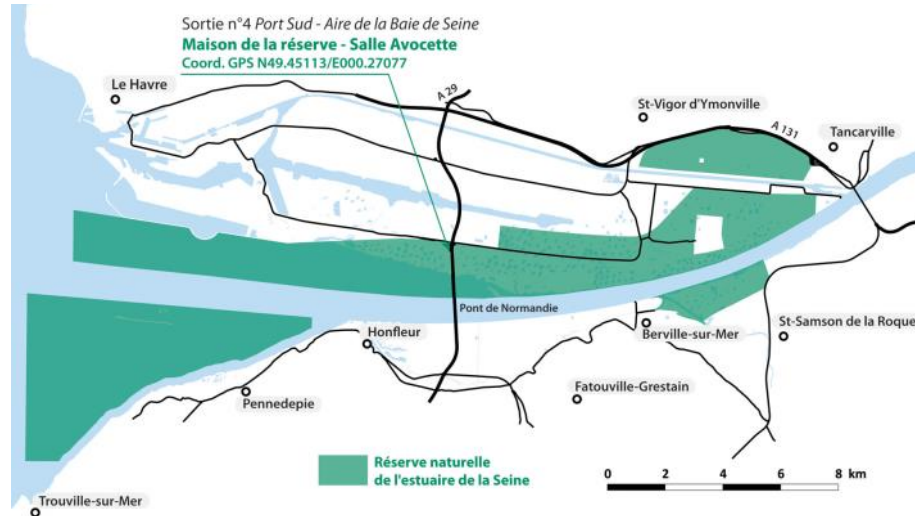 Sortie n°4 Port Sud - Aire de la Baie de Seine
Maison de la réserve - Salle Avocette
Coord. GPS N49.45113/E000.27077
Le Havre
A 29
St-Vigor d'Ymonville
A 131
Tancarville
Pont de Normandie
Honfleur
Berville-sur-Mer
St-Samson de la Roque
Pennedepie
Fatouville-Grestain
Réserve naturelle
de l'estuaire de la Seine
0 2 4 6 8 km
Trouville-sur-Mer